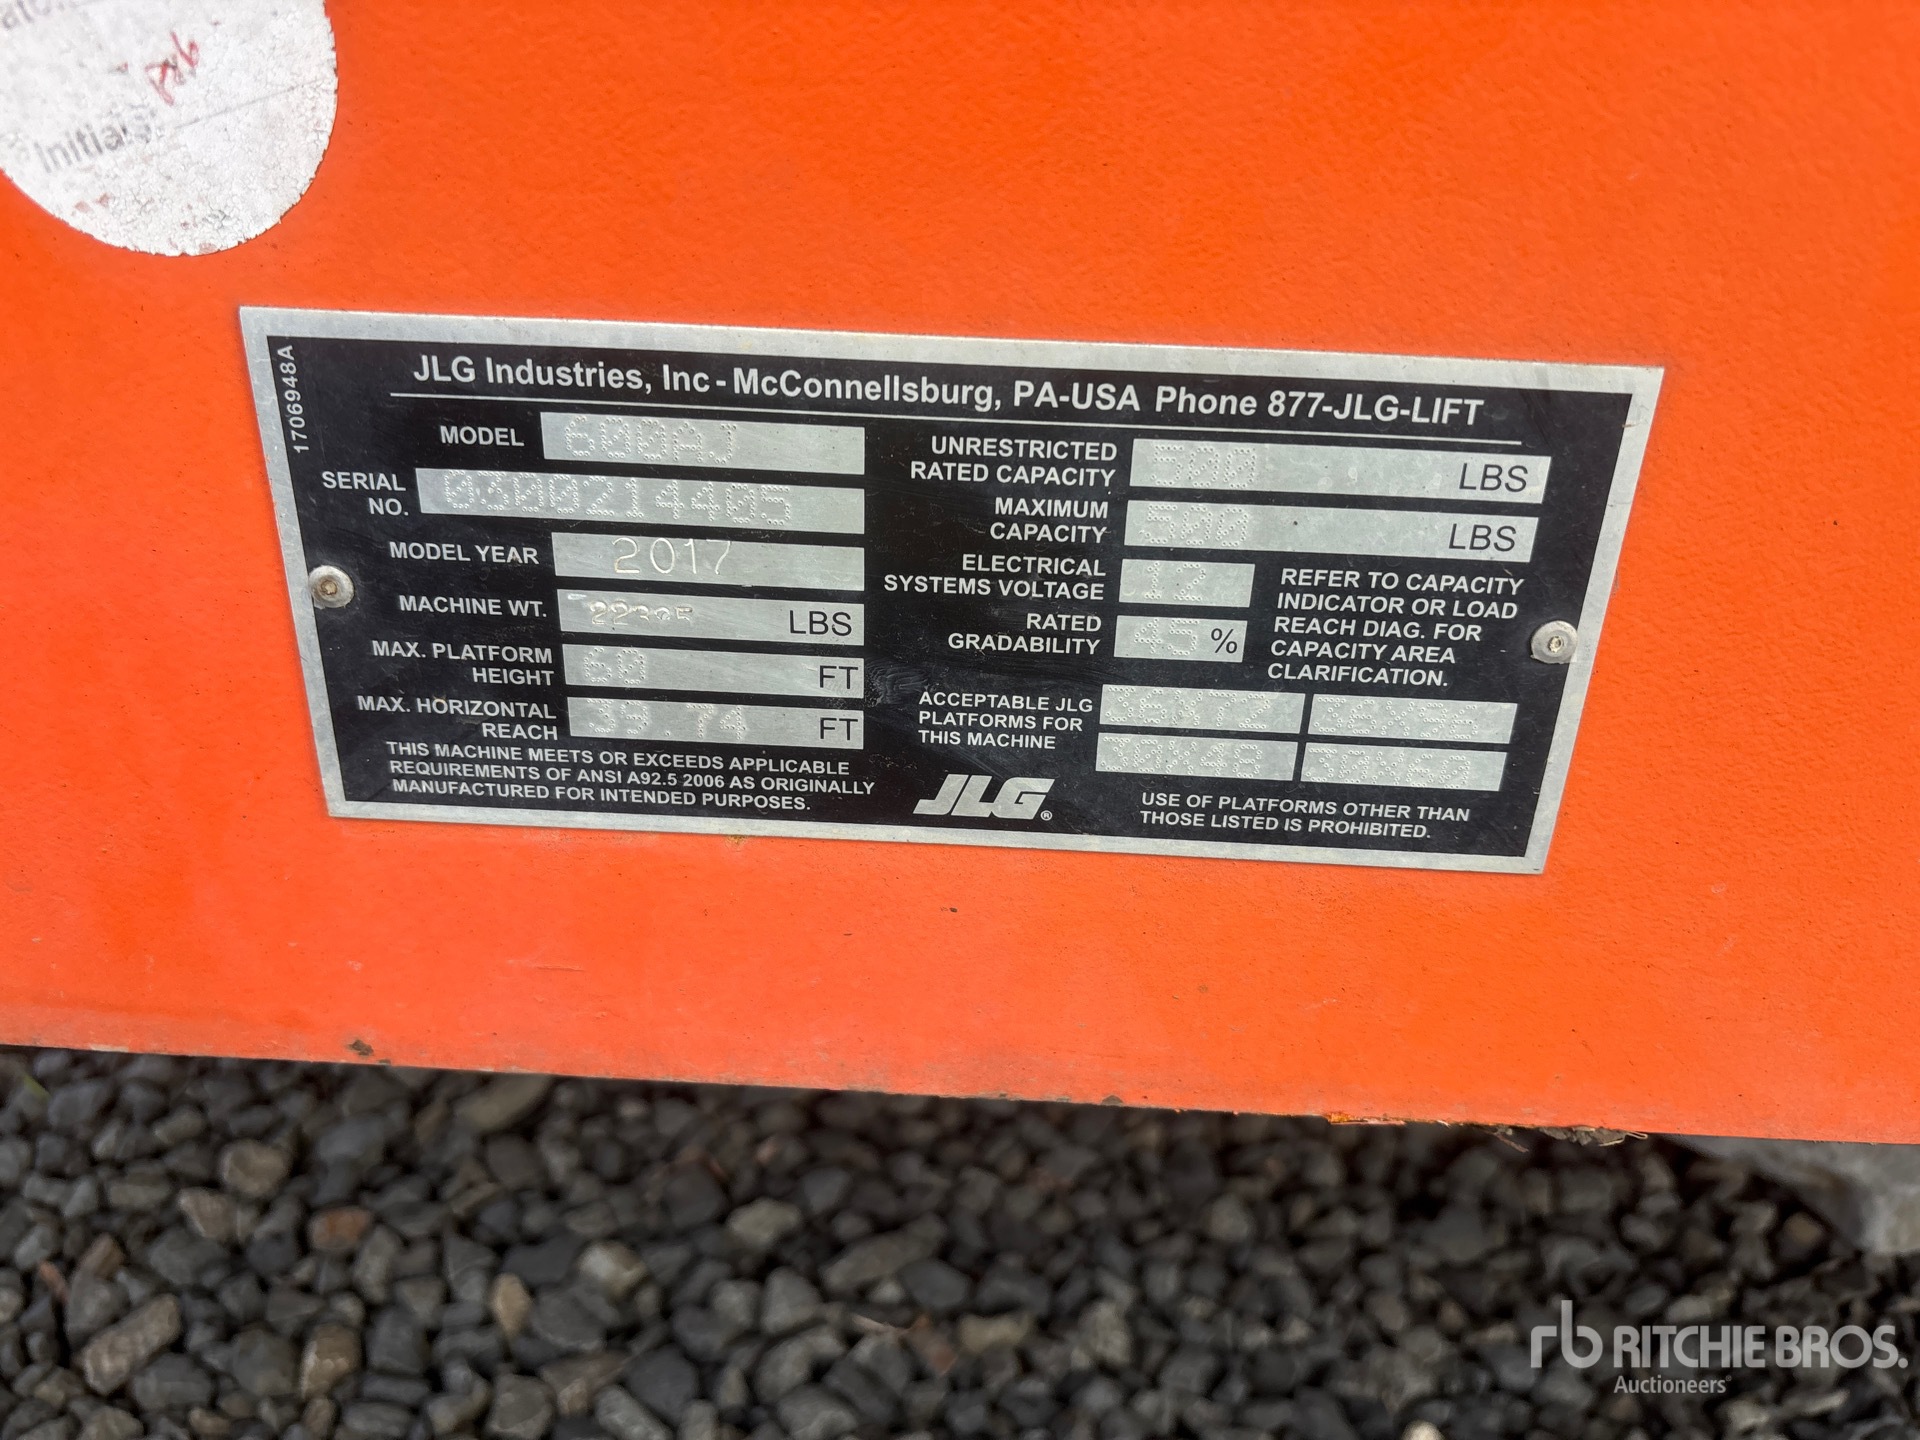 Initials:
1706948A
JLG Industries, Inc - McConnellsburg, PA-USA Phone 877-JLG-LIFT
MODEL 600AJ
SERIAL NO. 0300214405
MODEL YEAR 2017
MACHINE WT. LBS
MAX. PLATFORM HEIGHT 60 FT
MAX. HORIZONTAL REACH 39.74 FT
THIS MACHINE MEETS OR EXCEEDS APPLICABLE
REQUIREMENTS OF ANSI A92.5 2006 AS ORIGINALLY
MANUFACTURED FOR INTENDED PURPOSES.
UNRESTRICTED RATED CAPACITY 500 LBS
MAXIMUM CAPACITY 500 LBS
ELECTRICAL SYSTEMS VOLTAGE 12
RATED GRADABILITY 45 %
REFER TO CAPACITY
INDICATOR OR LOAD
REACH DIAG. FOR
CAPACITY AREA
CLARIFICATION.
ACCEPTABLE JLG
PLATFORMS FOR
THIS MACHINE
JLG®
USE OF PLATFORMS OTHER THAN
THOSE LISTED IS PROHIBITED.
rb RITCHIE BROS.
Auctioneers